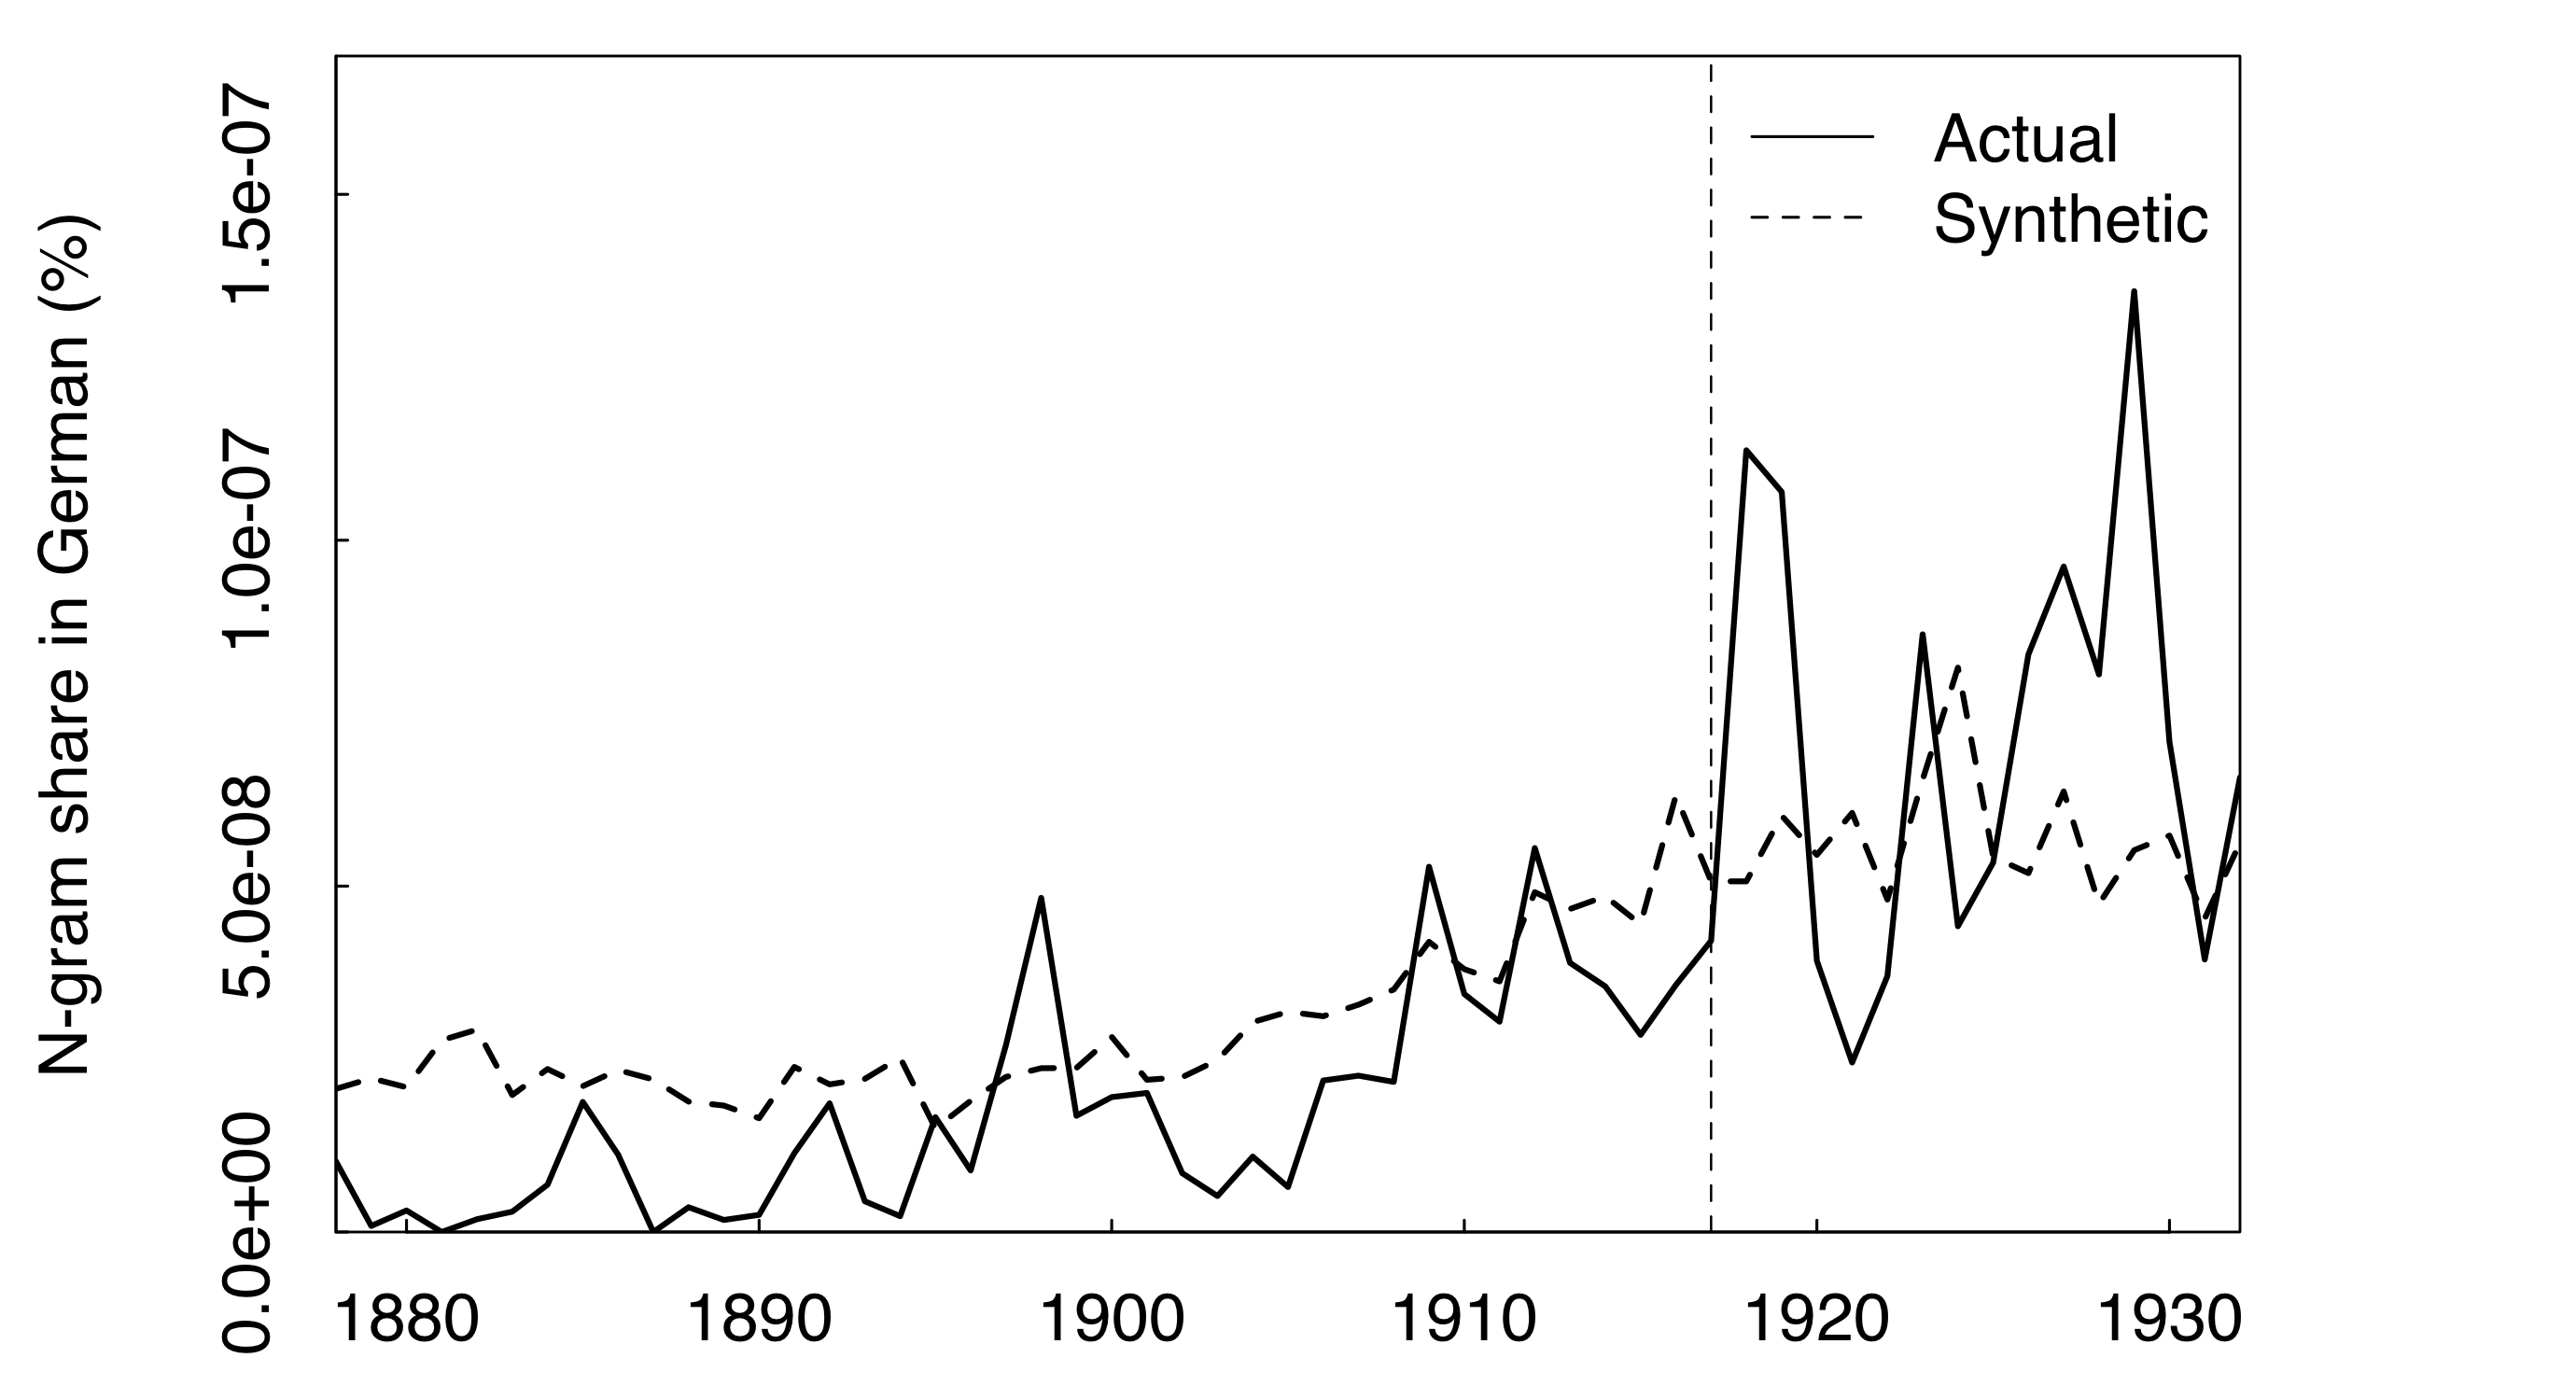 N-gram share in German (%)
1.5e-07
1.0e-07
5.0e-08
0.0e+00
Actual
Synthetic
1880 1890 1900 1910 1920 1930